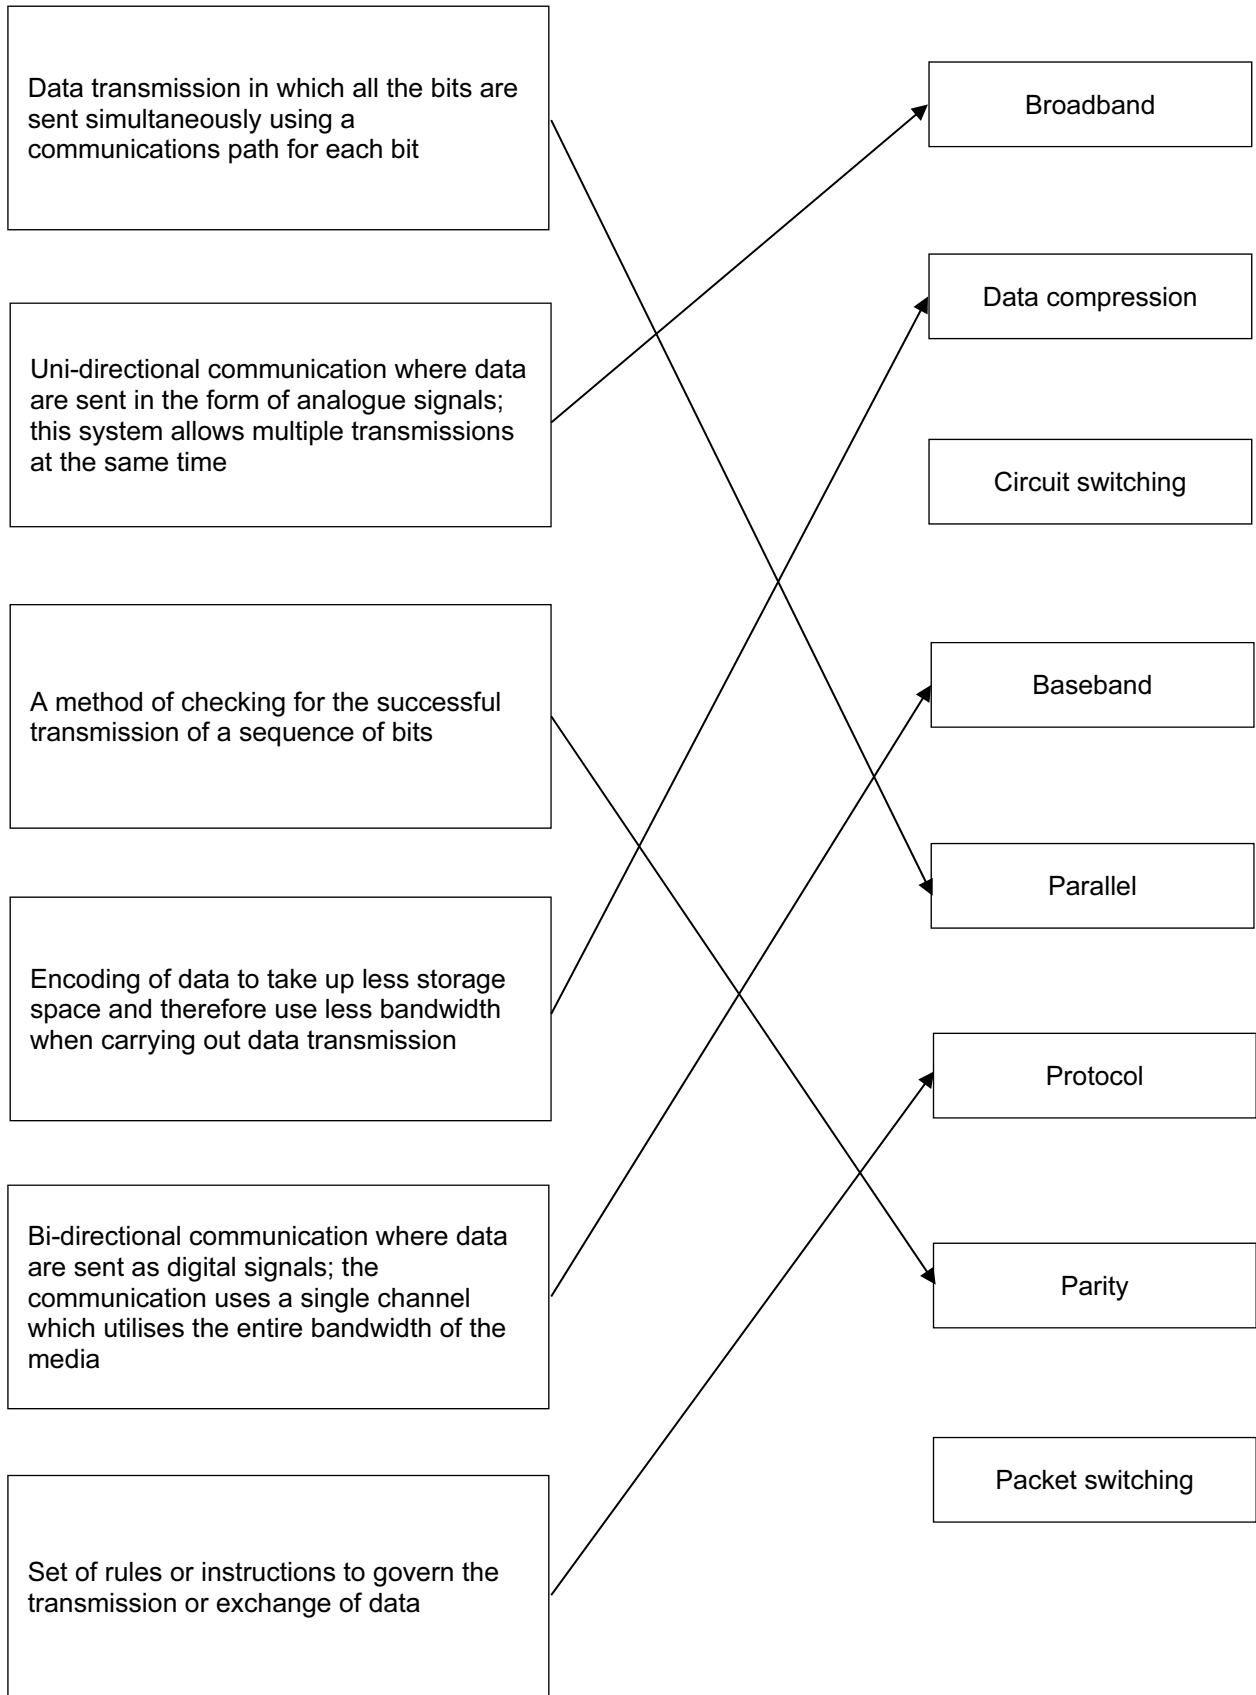 Data transmission in which all the bits are
sent simultaneously using a
communications path for each bit
Uni-directional communication where data
are sent in the form of analogue signals;
this system allows multiple transmissions
at the same time
A method of checking for the successful
transmission of a sequence of bits
Encoding of data to take up less storage
space and therefore use less bandwidth
when carrying out data transmission
Bi-directional communication where data
are sent as digital signals; the
communication uses a single channel
which utilises the entire bandwidth of the
media
Set of rules or instructions to govern the
transmission or exchange of data
Broadband
Data compression
Circuit switching
Baseband
Parallel
Protocol
Parity
Packet switching